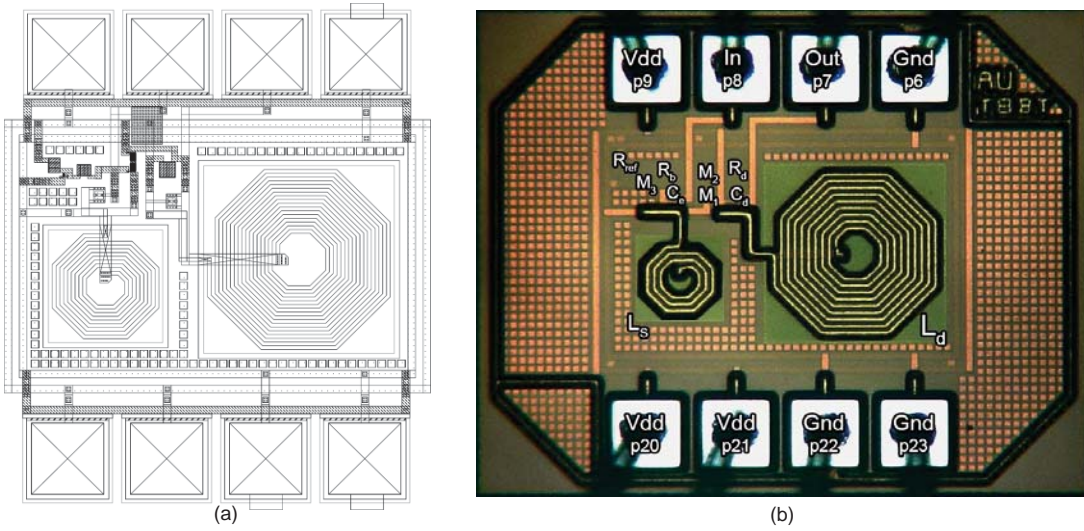 Vdd
p9
In
p8
Out
p7
Gnd
p6
AU
T88T
Rref
M3
Rb
Ce
M2
M1
Rd
Cd
Ls
Ld
Vdd
p20
Vdd
p21
Gnd
p22
Gnd
p23
(a)
(b)